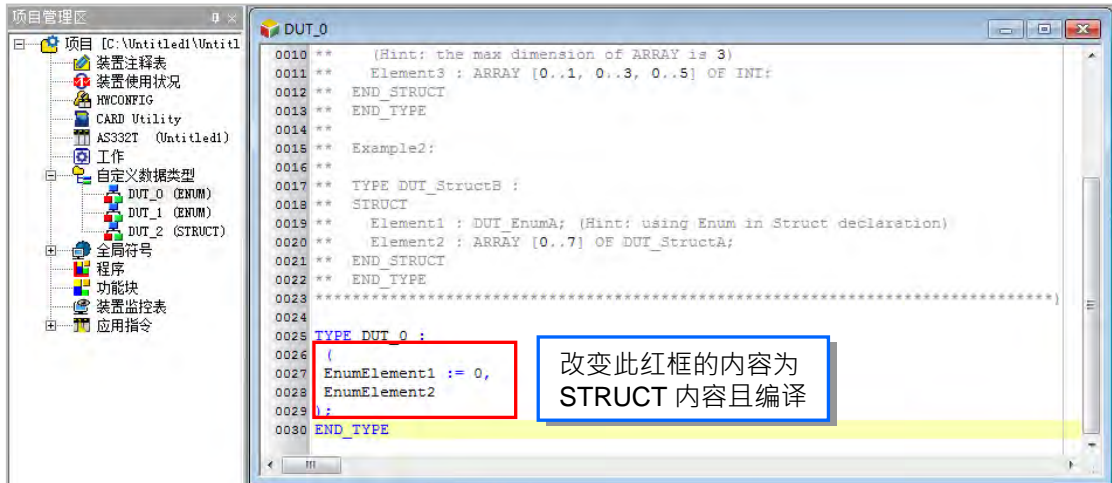 项目管理区
项目 [C:\Untitled1\Untitl
装置注释表
装置使用状况
HWCONFIG
CARD Utility
AS332T (Untitled1)
工作
自定义数据类型
DUT_0 (ENUM)
DUT_1 (ENUM)
DUT_2 (STRUCT)
全局符号
程序
功能块
装置监控表
应用指令
DUT_0
0010 ** (Hint: the max dimension of ARRAY is 3)
0011 ** Element3 : ARRAY [0..1, 0..3, 0..5] OF INT;
0012 ** END_STRUCT
0013 ** END_TYPE
0014 **
0015 ** Example2:
0016 **
0017 ** TYPE DUT_StructB :
0018 ** STRUCT
0019 ** Element1 : DUT_EnumA; (Hint: using Enum in Struct declaration)
0020 ** Element2 : ARRAY [0..7] OF DUT_StructA;
0021 ** END_STRUCT
0022 ** END_TYPE
0023 *******************************************************************************)
0024
0025 TYPE DUT_0 :
0026 (
0027 EnumElement1 := 0,
0028 EnumElement2
0029 );
0030 END_TYPE
改变此红框的内容为
STRUCT 内容且编译